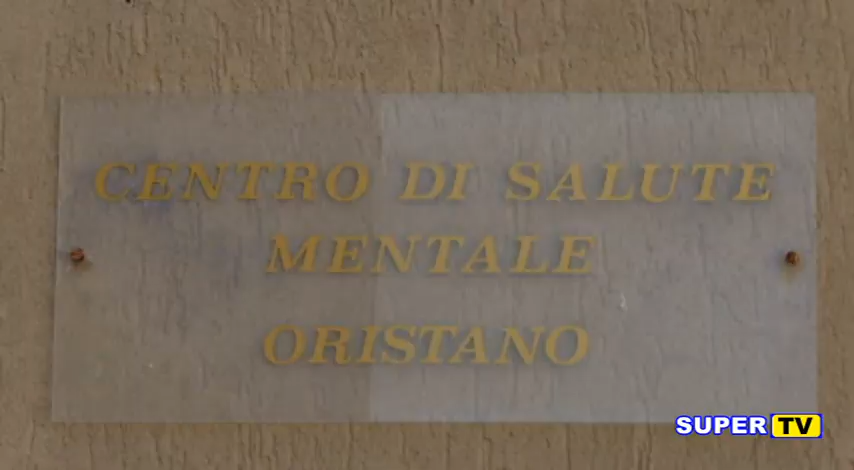 CENTRO DI SALUTE
MENTALE
ORISTANO
SUPER TV